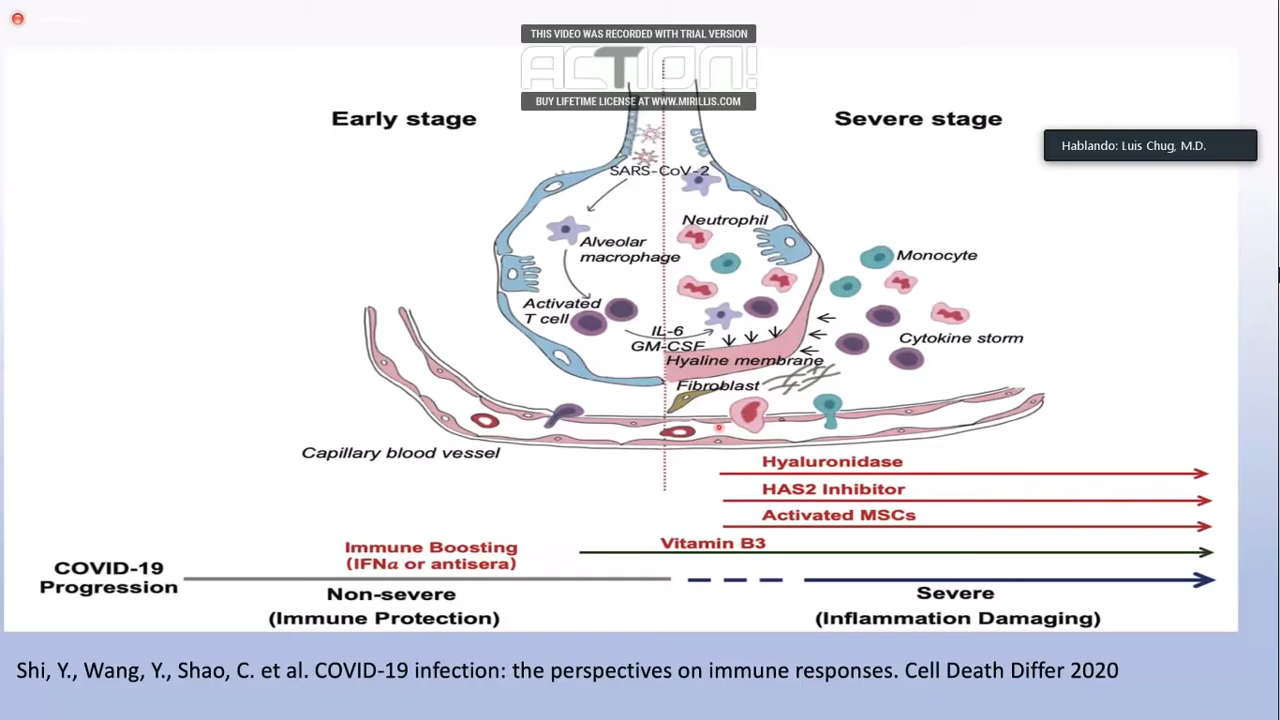 THIS VIDEO WAS RECORDED WITH TRIAL VERSION
ACTION!
BUY LIFETIME LICENSE AT WWW.MIRILLIS.COM
Early stage
Severe stage
Hablando: Luis Chug, M.D.
SARS-CoV-2
Neutrophil
Alveolar
macrophage
Monocyte
Activated
T cell
IL-6
GM-CSF
Cytokine storm
Hyaline membrane
Fibroblast
Capillary blood vessel
Hyaluronidase
HAS2 Inhibitor
Activated MSCs
Vitamin B3
Immune Boosting
(IFNα or antisera)
COVID-19
Progression
Non-severe
(Immune Protection)
Severe
(Inflammation Damaging)
Shi, Y., Wang, Y., Shao, C. et al. COVID-19 infection: the perspectives on immune responses. Cell Death Differ 2020